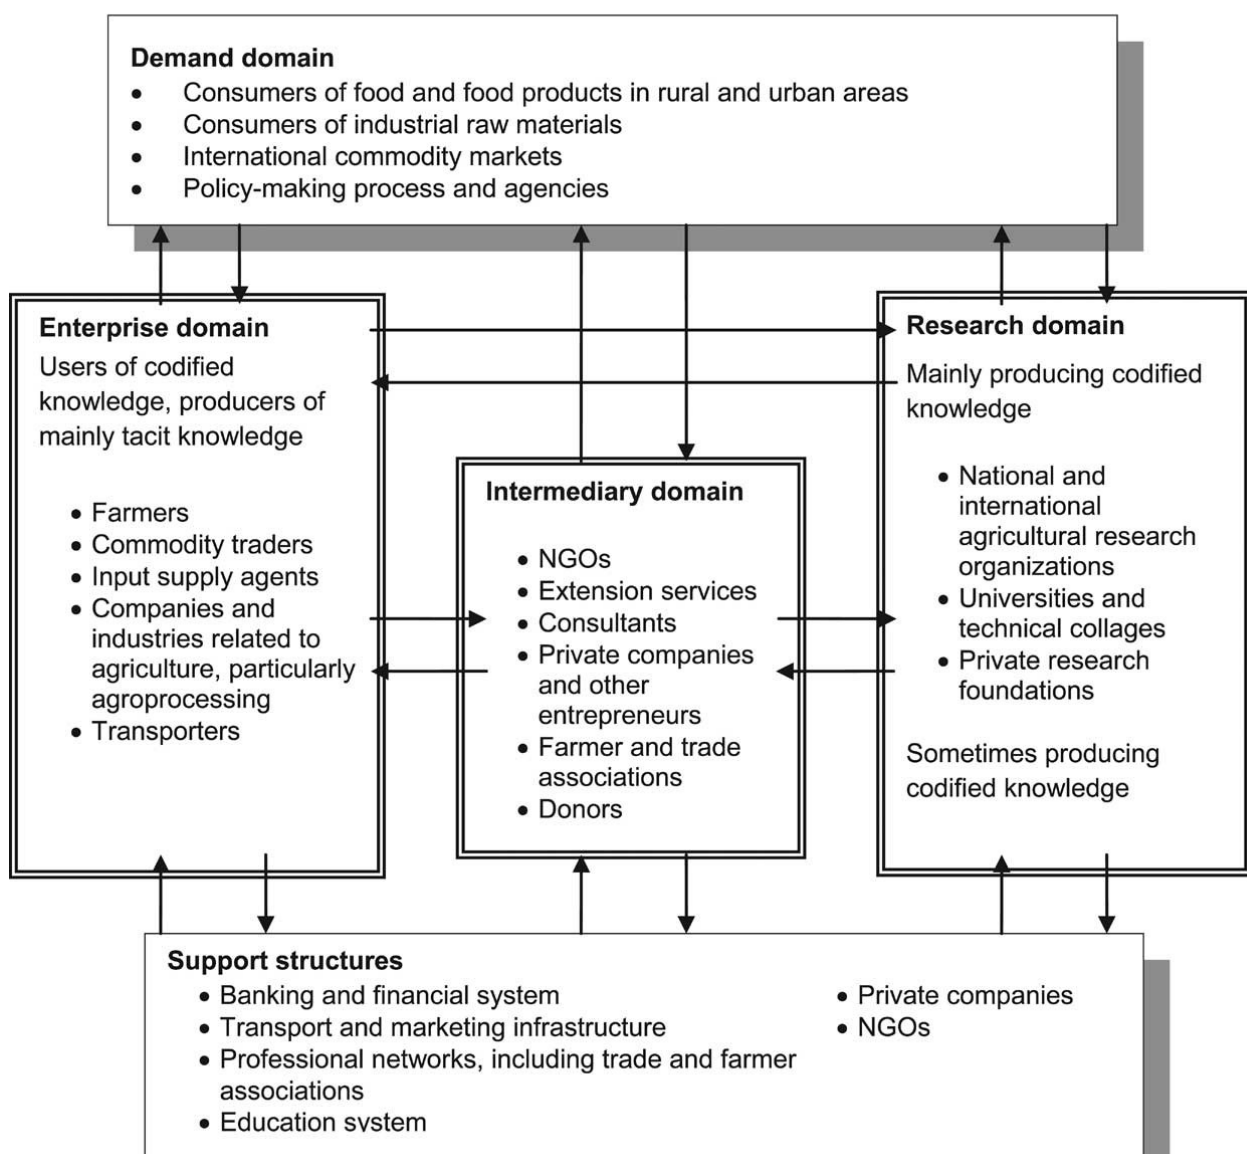 Demand domain
• Consumers of food and food products in rural and urban areas
• Consumers of industrial raw materials
• International commodity markets
• Policy-making process and agencies
Enterprise domain
Users of codified
knowledge, producers of
mainly tacit knowledge
• Farmers
• Commodity traders
• Input supply agents
• Companies and
industries related to
agriculture, particularly
agroprocessing
• Transporters
Intermediary domain
• NGOs
• Extension services
• Consultants
• Private companies
and other
entrepreneurs
• Farmer and trade
associations
• Donors
Research domain
Mainly producing codified
knowledge
• National and
international
agricultural research
organizations
• Universities and
technical collages
• Private research
foundations
Sometimes producing
codified knowledge
Support structures
• Banking and financial system
• Transport and marketing infrastructure
• Professional networks, including trade and farmer
associations
• Education system
• Private companies
• NGOs